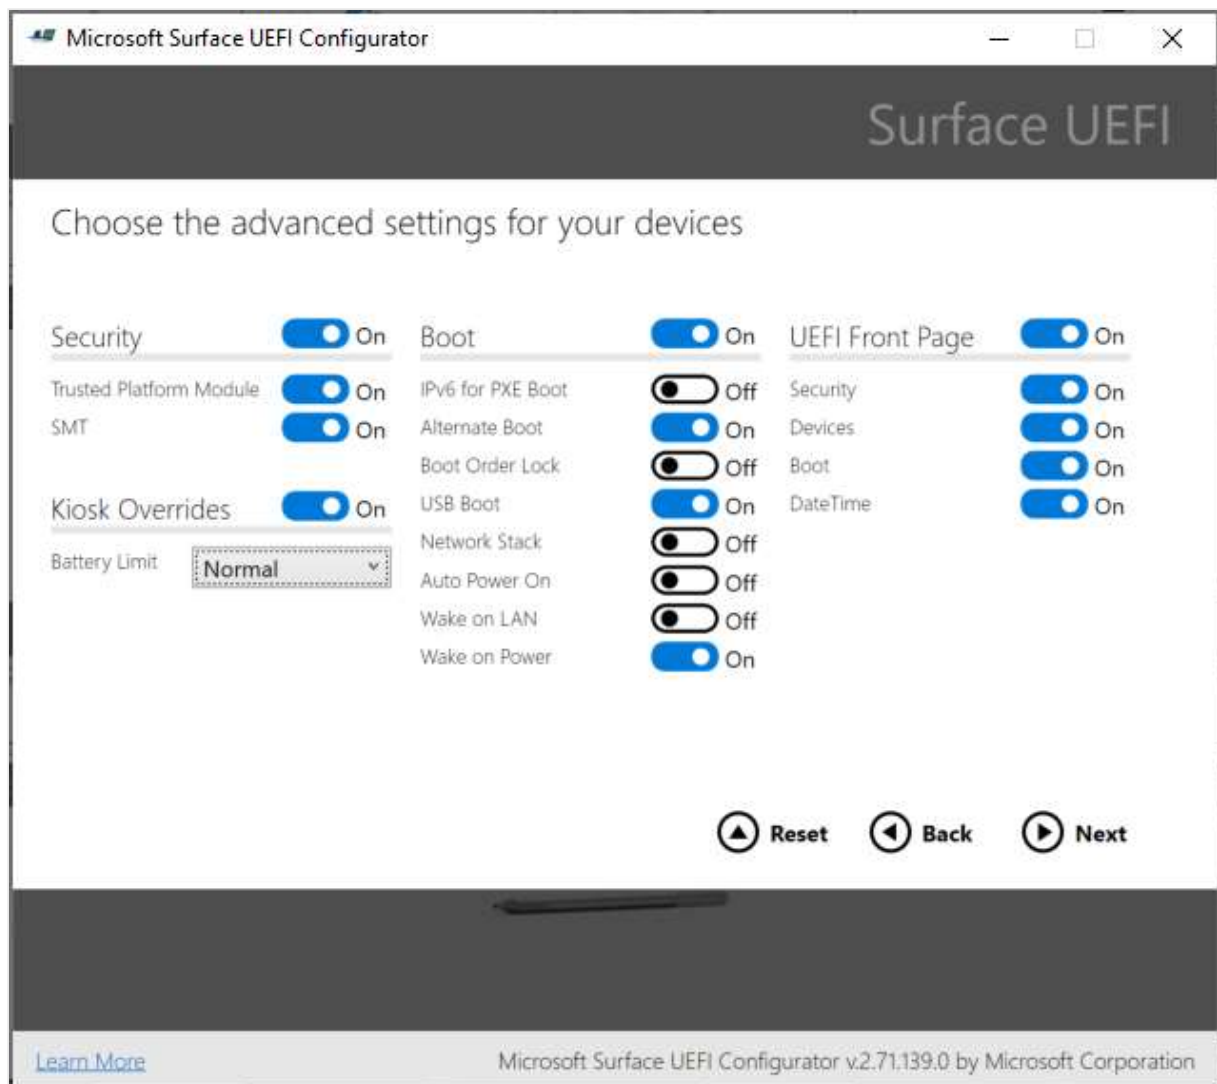 Microsoft Surface UEFI Configurator
Surface UEFI
Choose the advanced settings for your devices
Security On
Trusted Platform Module On
SMT On
Kiosk Overrides On
Battery Limit Normal
Boot On
IPv6 for PXE Boot Off
Alternate Boot On
Boot Order Lock Off
USB Boot On
Network Stack Off
Auto Power On Off
Wake on LAN Off
Wake on Power On
UEFI Front Page On
Security On
Devices On
Boot On
DateTime On
Reset Back Next
Learn More Microsoft Surface UEFI Configurator v2.71.139.0 by Microsoft Corporation